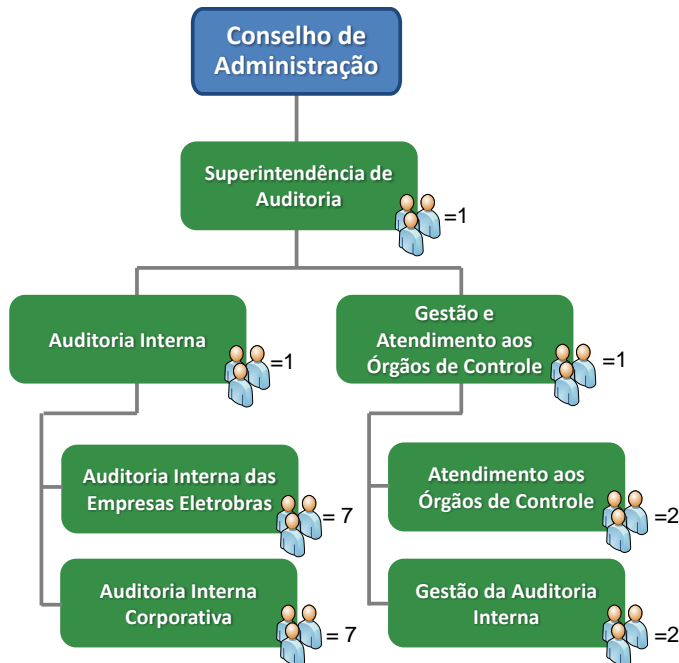 Conselho de
Administração
Superintendência de
Auditoria
=1
Auditoria Interna
=1
Gestão e
Atendimento aos
Órgãos de Controle
=1
Auditoria Interna das
Empresas Eletrobras
= 7
Atendimento aos
Órgãos de Controle
=2
Auditoria Interna
Corporativa
= 7
Gestão da Auditoria
Interna
=2